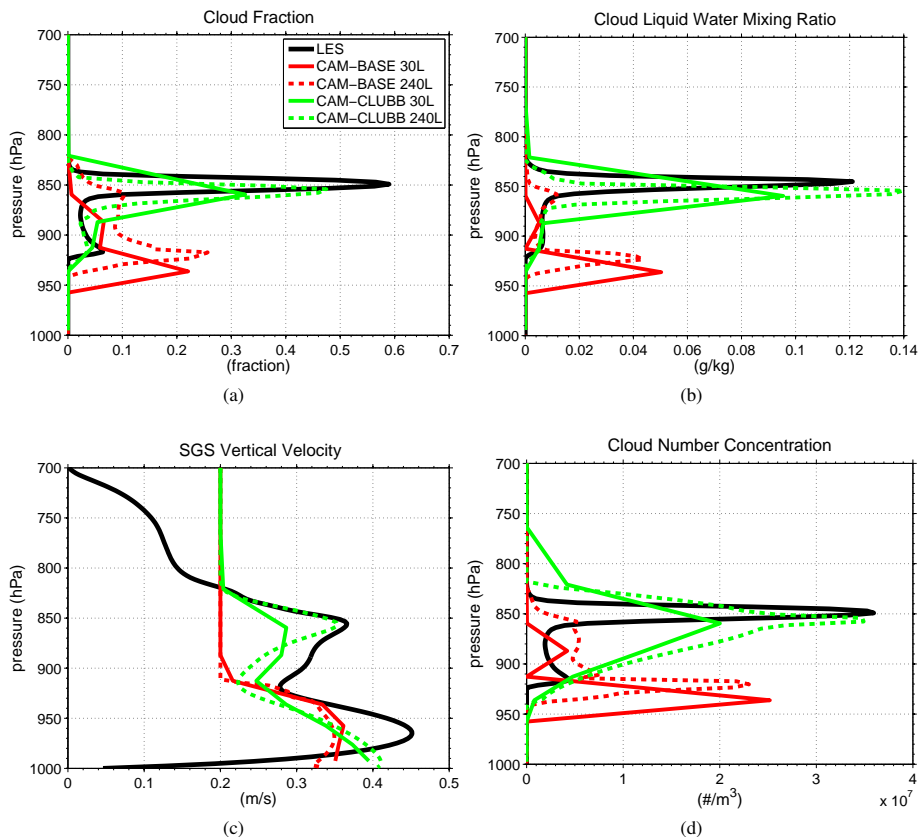 Cloud Fraction
Cloud Liquid Water Mixing Ratio
700
750
800
850
900
950
1000
pressure (hPa)
LES
CAM−BASE 30L
CAM−BASE 240L
CAM−CLUBB 30L
CAM−CLUBB 240L
0 0.1 0.2 0.3 0.4 0.5 0.6 0.7
(fraction)
(a)
700
750
800
850
900
950
1000
pressure (hPa)
0 0.02 0.04 0.06 0.08 0.1 0.12 0.14
(g/kg)
(b)
SGS Vertical Velocity
Cloud Number Concentration
700
750
800
850
900
950
1000
pressure (hPa)
0 0.1 0.2 0.3 0.4 0.5
(m/s)
(c)
700
750
800
850
900
950
1000
pressure (hPa)
0 1 2 3 4
x 10^7
(#/m^3)
(d)